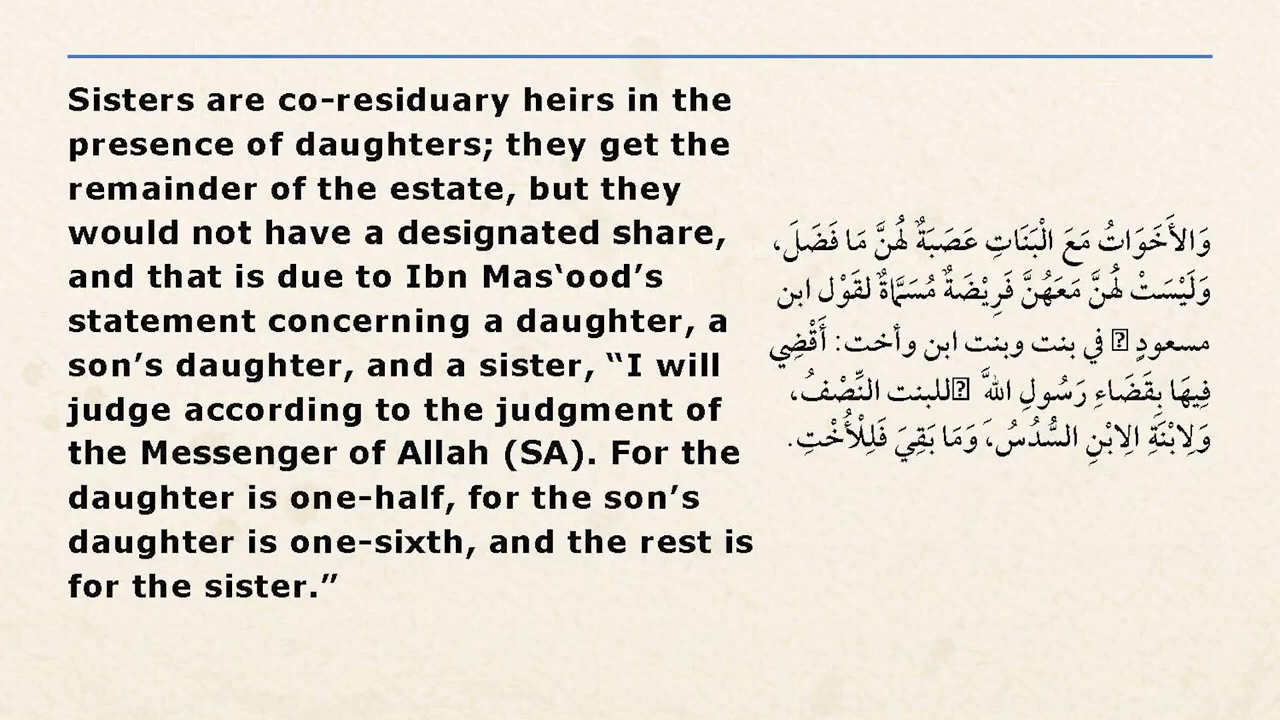 Sisters are co-residuary heirs in the
presence of daughters; they get the
remainder of the estate, but they
would not have a designated share,
and that is due to Ibn Mas‘ood’s
statement concerning a daughter, a
son’s daughter, and a sister, “I will
judge according to the judgment of
the Messenger of Allah (SA). For the
daughter is one-half, for the son’s
daughter is one-sixth, and the rest is
for the sister.”
وَالأَخَوَاتُ مَعَ الْبَنَاتِ عَصَبَةٌ لَهُنَّ مَا فَضَلَ،
وَلَيْسَتْ لَهُنَّ مَعَهُنَّ فَرِيْضَةٌ مُسَمَّاةٌ لقَوْل ابن
مسعودٍ في بنت وبنت ابن وأخت: أَقْضِي
فِيهَا بِقَضَاءِ رَسُولِ اللهَّ للبنت النِّصْفُ،
وَلِابْنَةِ الِابْنِ السُّدُسُ، وَمَا بَقِيَ فَلِلْأُخْتِ.